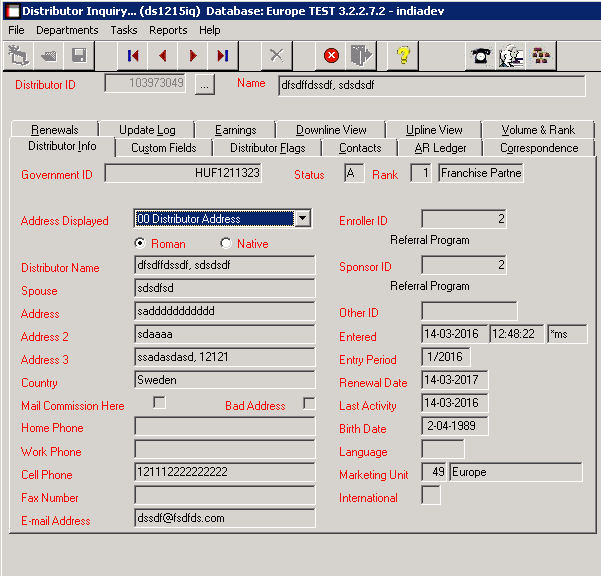 Distributor Inquiry... (ds1215iq) Database: Europe TEST 3.2.2.7.2 - indiadev
File Departments Tasks Reports Help
Distributor ID 103973049 ... Name dfsdffdssdf, sdsdsdf
Renewals Update Log Earnings Downline View Upline View Volume & Rank
Distributor Info Custom Fields Distributor Flags Contacts AR Ledger Correspondence
Government ID HUF1211323 Status A Rank 1 Franchise Partne
Address Displayed 00 Distributor Address Enroller ID 2
Roman Native Referral Program
Distributor Name dfsdffdssdf, sdsdsdf Sponsor ID 2
Spouse sdsdfsd Referral Program
Address sadddddddddd Other ID
Address 2 sdaaaa Entered 14-03-2016 12:48:22 *ms
Address 3 ssadasdasd, 12121 Entry Period 1/2016
Country Sweden Renewal Date 14-03-2017
Mail Commission Here Bad Address Last Activity 14-03-2016
Home Phone Birth Date 2-04-1989
Work Phone Language
Cell Phone 121112222222222 Marketing Unit 49 Europe
Fax Number International
E-mail Address dssdf@fsdfds.com